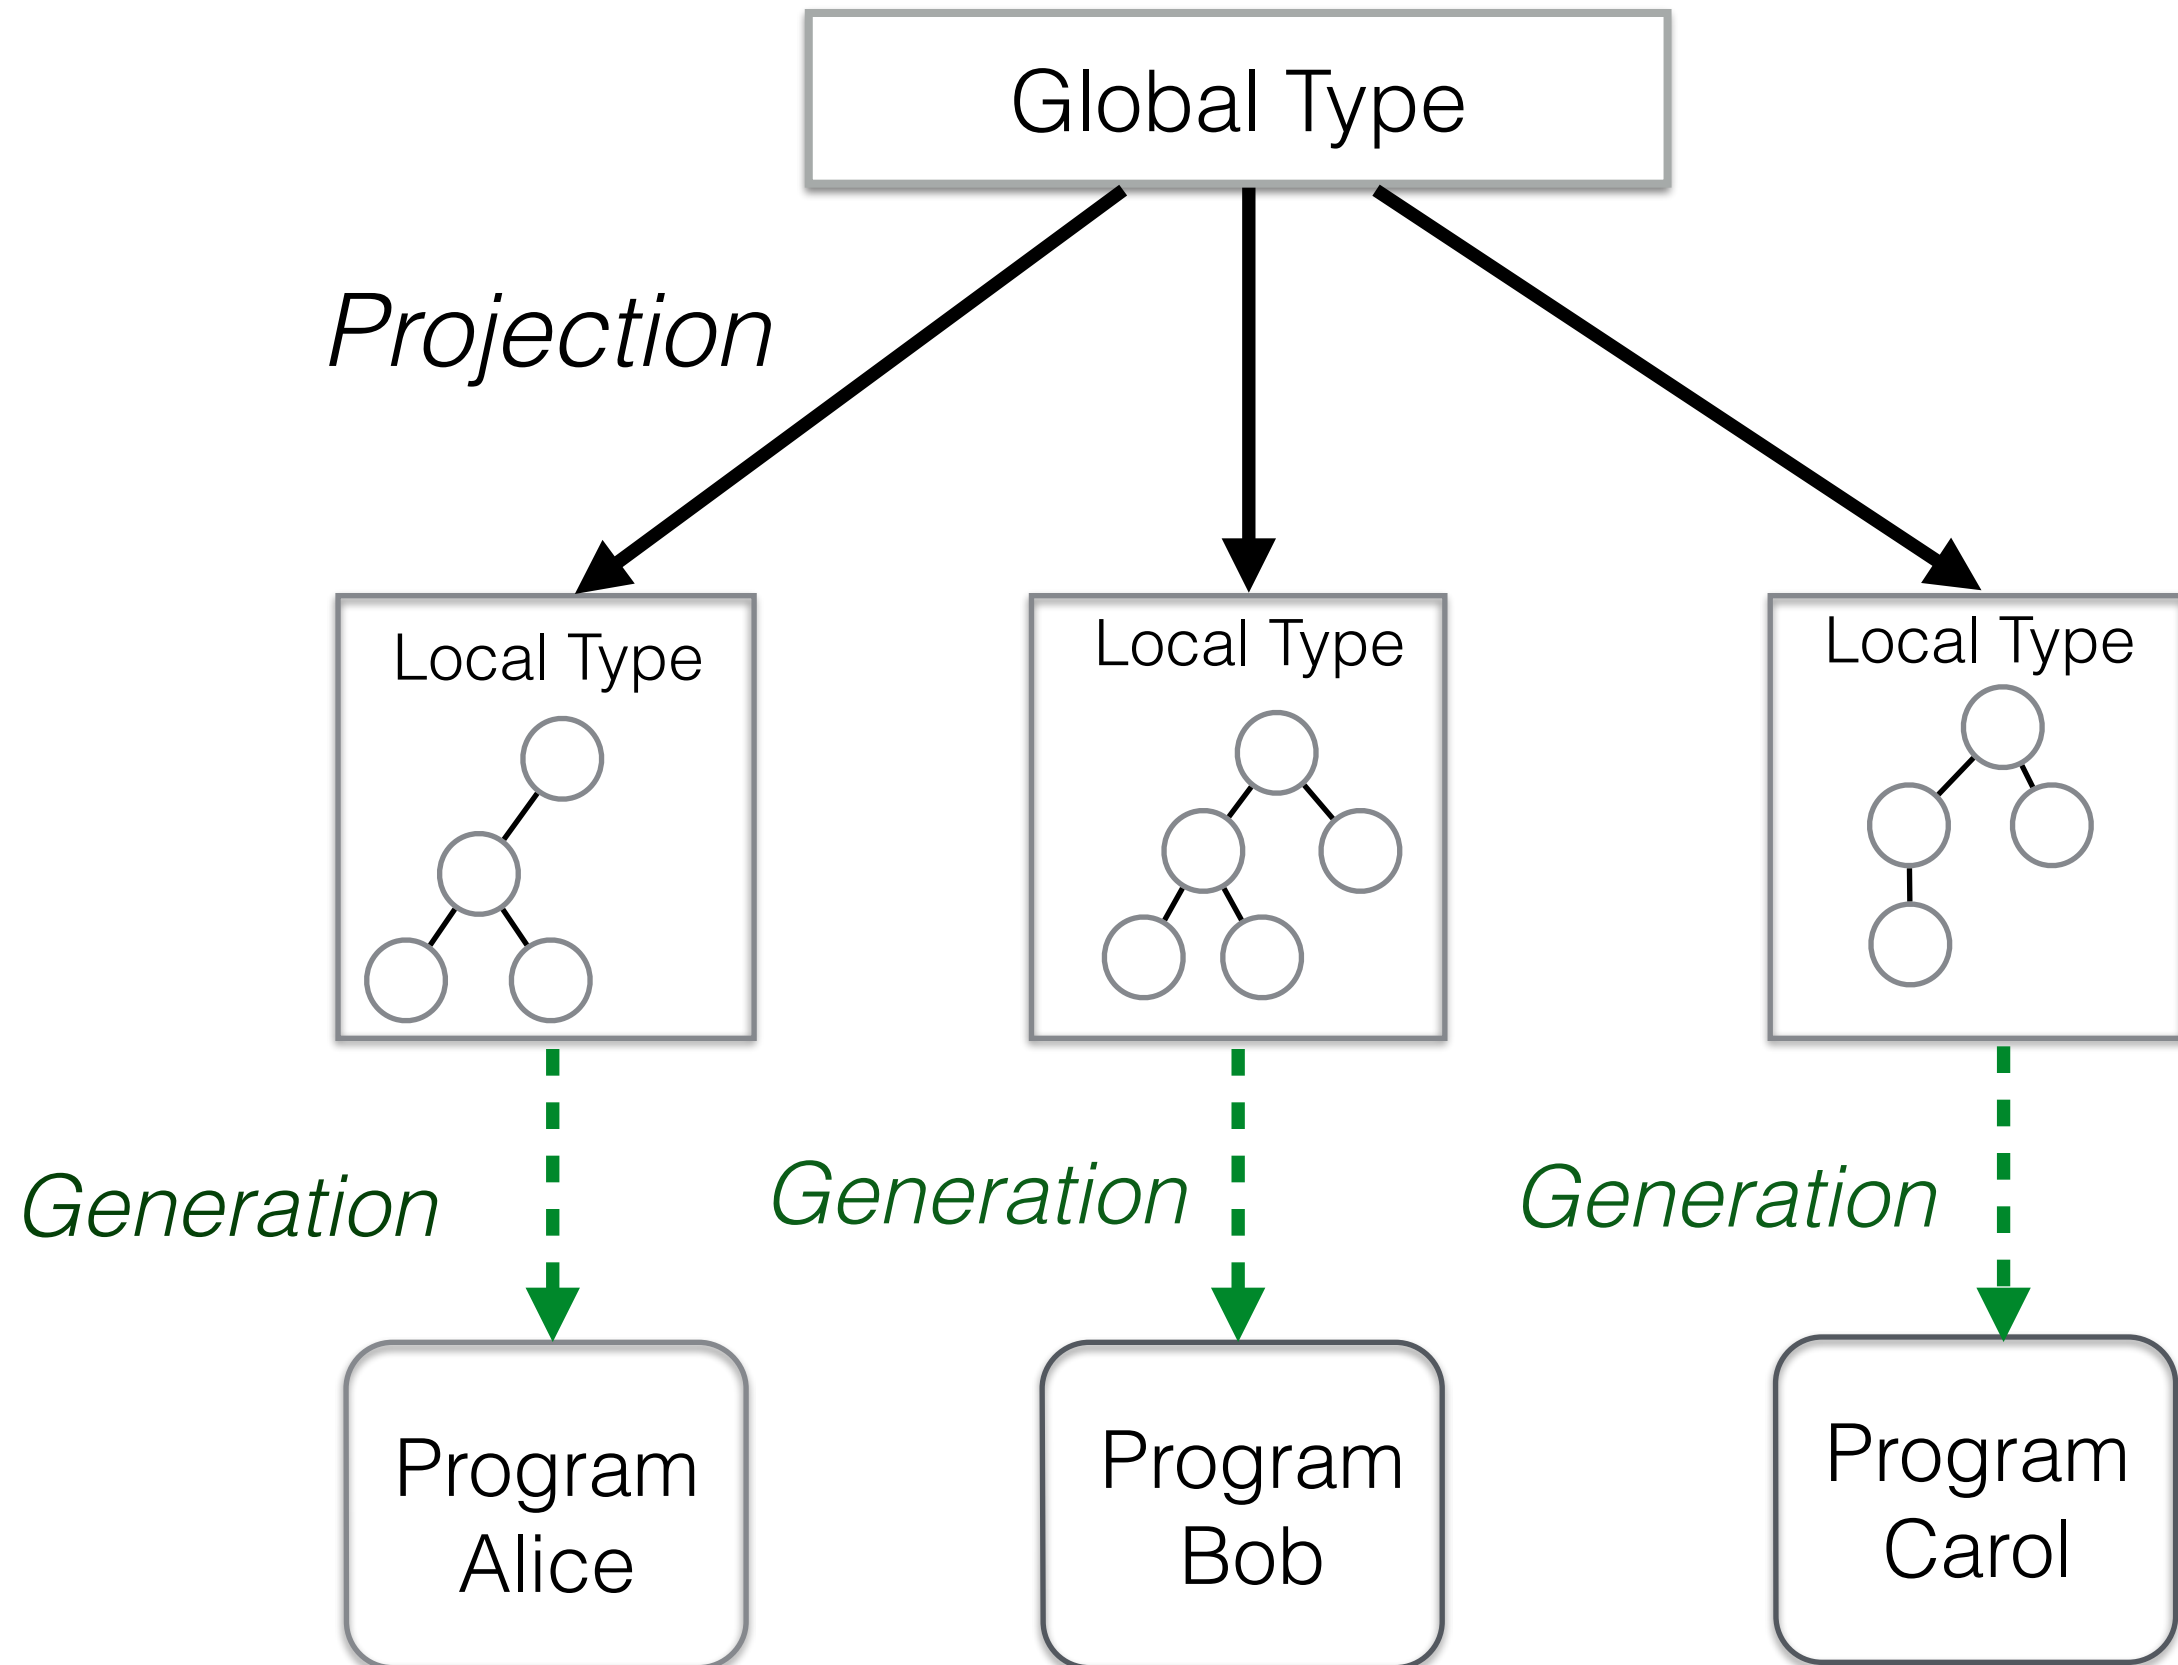 Global Type
Projection
Local Type
Local Type
Local Type
Generation
Generation
Generation
Program
Alice
Program
Bob
Program
Carol